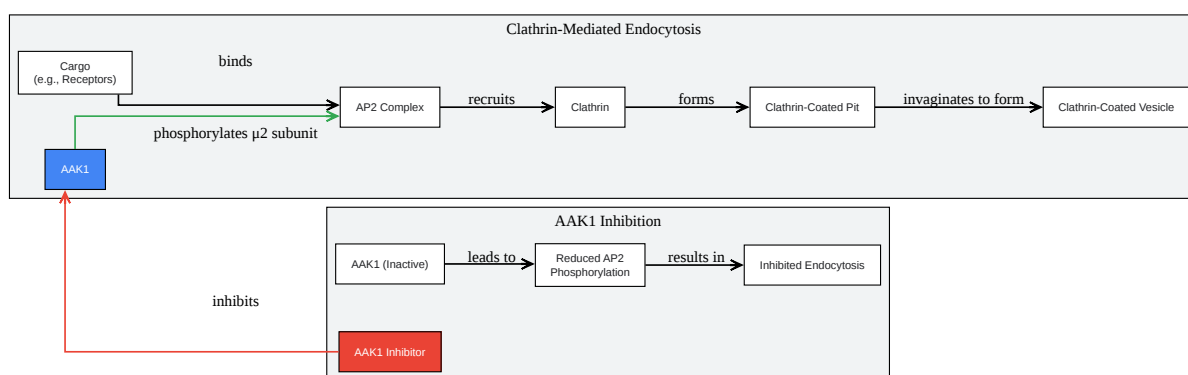 Clathrin-Mediated Endocytosis
Cargo
(e.g., Receptors)
binds
AP2 Complex
recruits
Clathrin
forms
Clathrin-Coated Pit
invaginates to form
Clathrin-Coated Vesicle
phosphorylates μ2 subunit
AAK1
AAK1 Inhibition
AAK1 (Inactive)
leads to
Reduced AP2
Phosphorylation
results in
Inhibited Endocytosis
inhibits
AAK1 Inhibitor